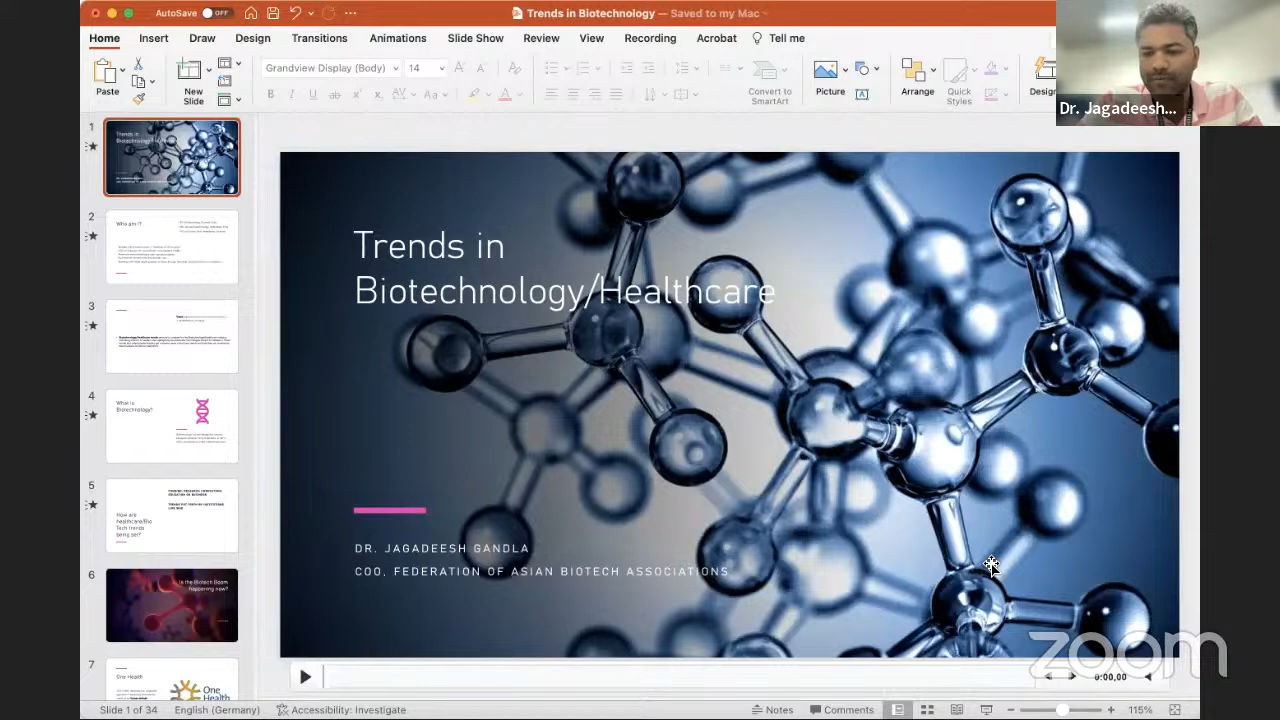 AutoSave OFF
Trends in Biotechnology — Saved to my Mac
Home Insert Draw Design Transitions Animations Slide Show Review View Recording Acrobat Tell me
Paste
New
Slide
Grandview Display (Body) 14
Convert to
SmartArt
Picture
Arrange
Quick
Styles
Dr. Jagadeesh...
1
Trends in
2
Who am I?
3
4
What is
Biotechnology?
5
How are
healthcare/Bio
Tech trends
being set?
6
Is the Biotech Boom
happening now?
7
One Health
One
Health
Trends in
Biotechnology/Healthcare
DR. JAGADEESH GANDLA
COO, FEDERATION OF ASIAN BIOTECH ASSOCIATIONS
0:00,00
zoom
Slide 1 of 34 English (Germany) Accessibility: Investigate Notes Comments 115%